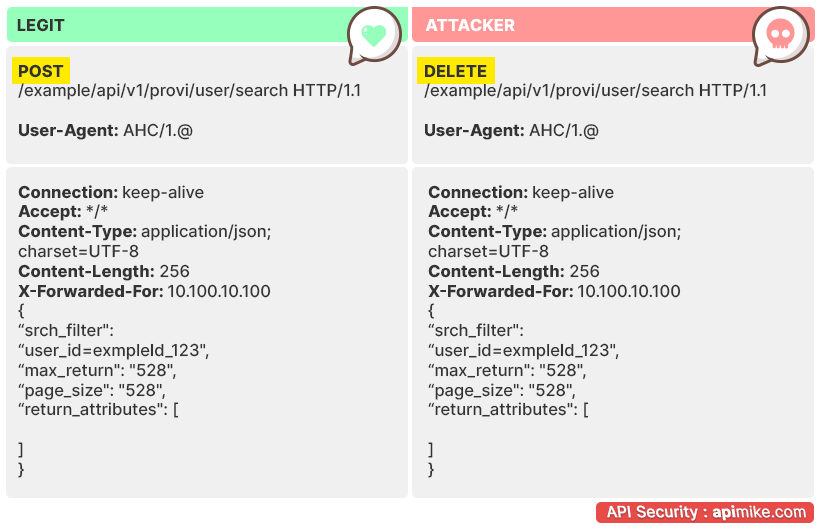 LEGIT
POST
/example/api/v1/provi/user/search HTTP/1.1
User-Agent: AHC/1.@
Connection: keep-alive
Accept: */*
Content-Type: application/json;
charset=UTF-8
Content-Length: 256
X-Forwarded-For: 10.100.10.100
{
“srch_filter":
“user_id=exmpleId_123",
“max_return": "528",
“page_size": "528",
“return_attributes": [
]
}
ATTACKER
DELETE
/example/api/v1/provi/user/search HTTP/1.1
User-Agent: AHC/1.@
Connection: keep-alive
Accept: */*
Content-Type: application/json;
charset=UTF-8
Content-Length: 256
X-Forwarded-For: 10.100.10.100
{
“srch_filter":
“user_id=exmpleId_123",
“max_return": "528",
“page_size": "528",
“return_attributes": [
]
}
API Security : apimike.com